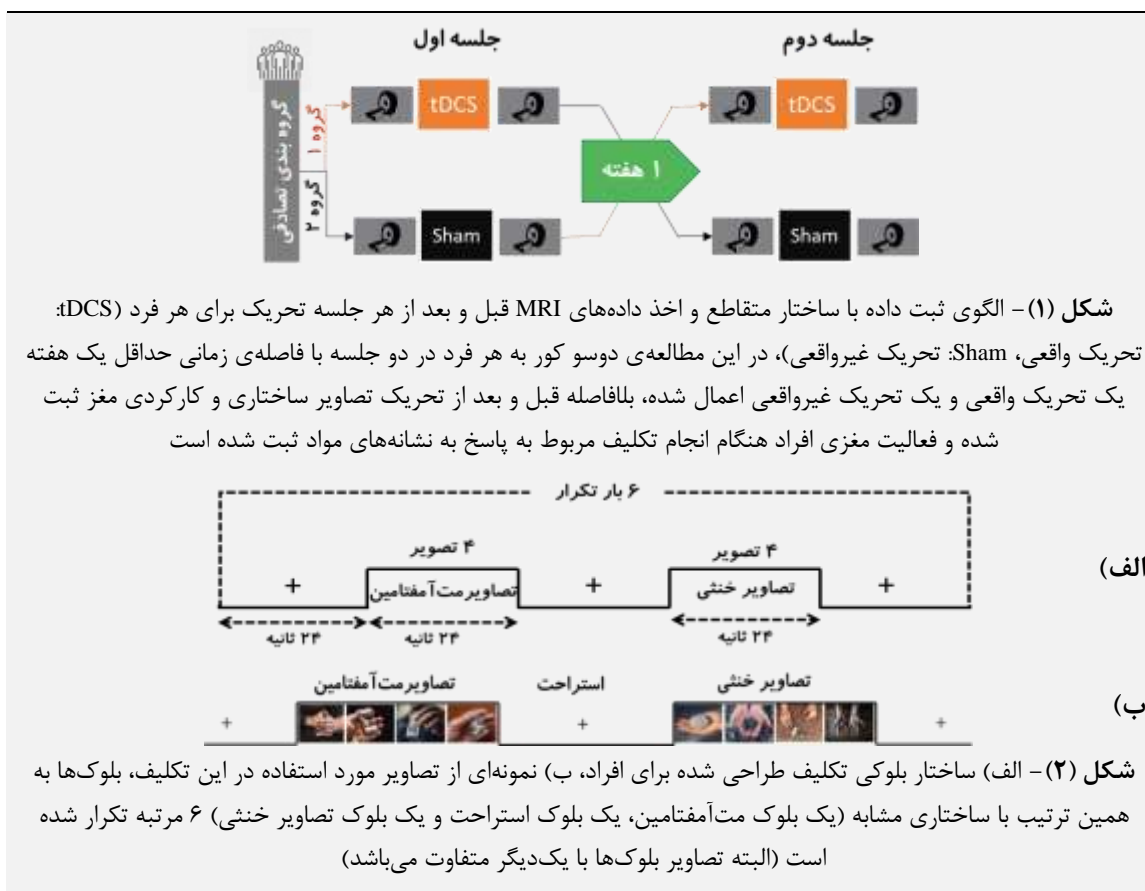 جلسه اول
جلسه دوم
گروه بندی تصادفی
گروه ۱
گروه ۲
tDCS
tDCS
۱ هفته
Sham
Sham
شکل (۱)- الگوی ثبت داده با ساختار متقاطع و اخذ داده‌های MRI قبل و بعد از هر جلسه تحریک برای هر فرد (tDCS:
تحریک واقعی، Sham: تحریک غیرواقعی)، در این مطالعه‌ی دوسو کور به هر فرد در دو جلسه با فاصله‌ی زمانی حداقل یک هفته
یک تحریک واقعی و یک تحریک غیرواقعی اعمال شده، بلافاصله قبل و بعد از تحریک تصاویر ساختاری و کارکردی مغز ثبت
شده و فعالیت مغزی افراد هنگام انجام تکلیف مربوط به پاسخ به نشانه‌های مواد ثبت شده است
۶ بار تکرار
الف)
۴ تصویر
۴ تصویر
+ تصاویر مت‌آمفتامین + تصاویر خنثی +
۲۴ ثانیه ۲۴ ثانیه ۲۴ ثانیه
ب)
تصاویر مت‌آمفتامین استراحت تصاویر خنثی
+ + +
شکل (۲)- الف) ساختار بلوکی تکلیف طراحی شده برای افراد، ب) نمونه‌ای از تصاویر مورد استفاده در این تکلیف، بلوک‌ها به
همین ترتیب با ساختاری مشابه (یک بلوک مت‌آمفتامین، یک بلوک استراحت و یک بلوک تصاویر خنثی) ۶ مرتبه تکرار شده
است (البته تصاویر بلوک‌ها با یک‌دیگر متفاوت می‌باشد)